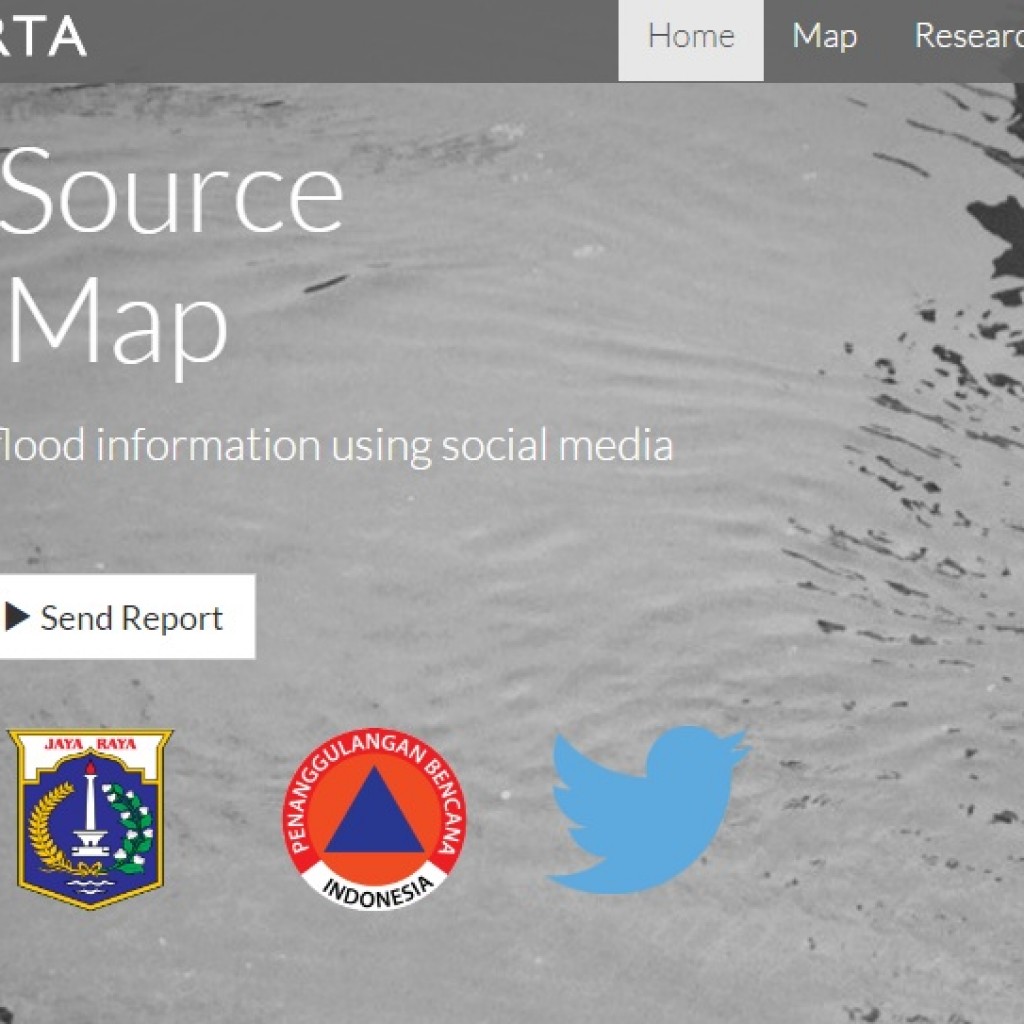 RTA
Home Map Researc
Source
Map
flood information using social media
Send Report
JAYA RAYA
PENANGGULANGAN BENCANA
INDONESIA